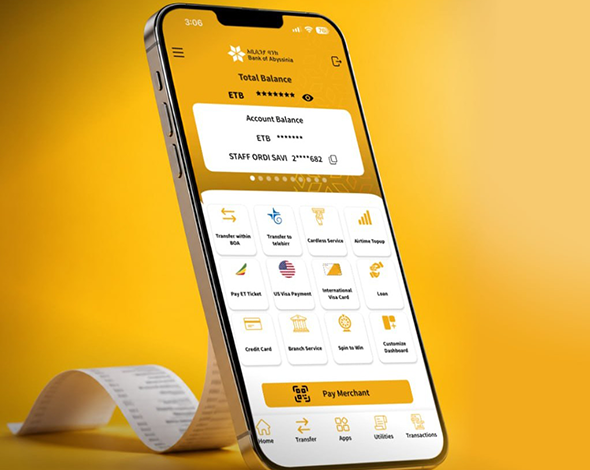 3:06
አቢሲንያ ባንክ
Bank of Abyssinia
Total Balance
ETB *******
Account Balance
ETB *******
STAFF ORDI SAVI 2****682
Transfer within
BOA
Transfer to
telebirr
Cardless Service
Airtime Topup
Pay ET Ticket
US Visa Payment
International
Visa Card
Loan
Credit Card
Branch Service
Spin to Win
Customize
Dashboard
Pay Merchant
Home
Transfer
Apps
Utilities
Transactions